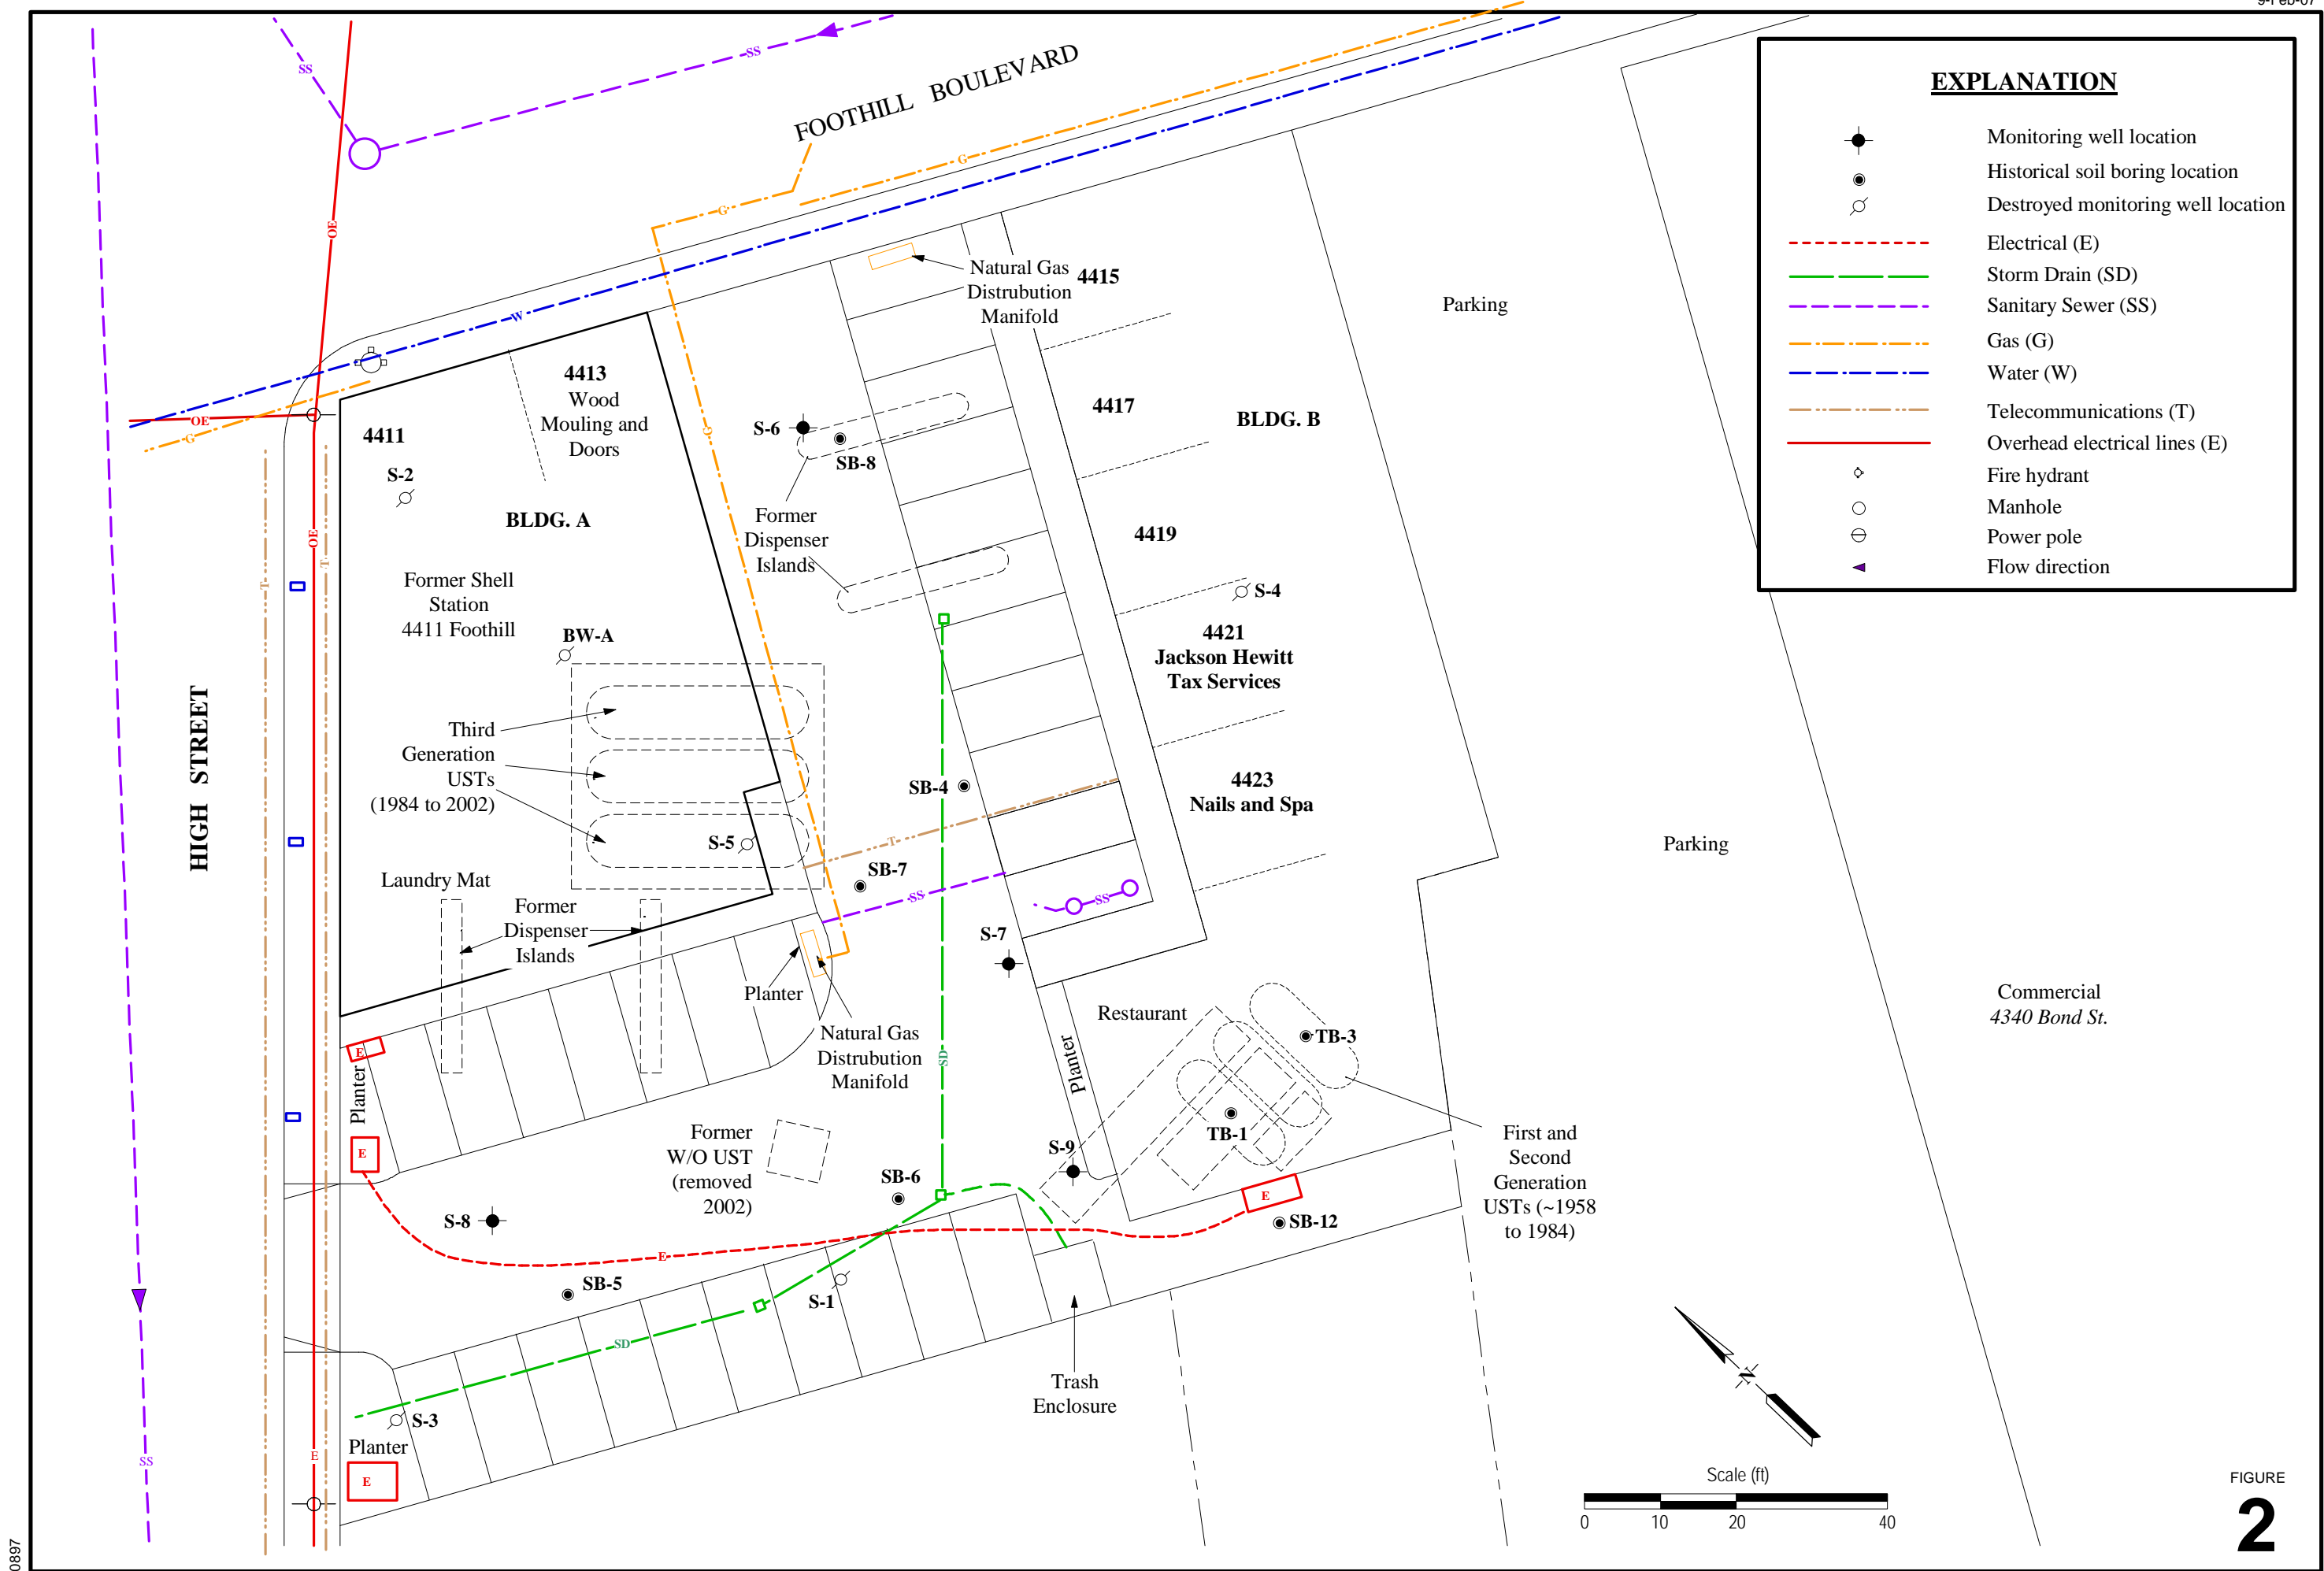 9-Feb-07
FOOTHILL BOULEVARD
EXPLANATION
Monitoring well location
Historical soil boring location
Destroyed monitoring well location
Electrical (E)
Storm Drain (SD)
Sanitary Sewer (SS)
Gas (G)
Water (W)
Telecommunications (T)
Overhead electrical lines (E)
Fire hydrant
Manhole
Power pole
Flow direction
SS
SS
OE
G
G
W
OE
G
Natural Gas
Distrubution
Manifold
4415
Parking
4413
Wood
Mouling and
Doors
4411
S-2
S-6
SB-8
4417
BLDG. B
BLDG. A
OE
T
T
G
Former
Dispenser
Islands
4419
Former Shell
Station
4411 Foothill
BW-A
S-4
4421
Jackson Hewitt
Tax Services
HIGH STREET
Third
Generation
USTs
(1984 to 2002)
SB-4
4423
Nails and Spa
S-5
T
SB-7
SS
SS
Parking
Laundry Mat
Former
Dispenser
Islands
S-7
Planter
Natural Gas
Distrubution
Manifold
SD
Restaurant
Planter
TB-3
Commercial
4340 Bond St.
E
Planter
E
Former
W/O UST
(removed
2002)
SB-6
S-9
TB-1
First and
Second
Generation
USTs (~1958
to 1984)
E
SB-12
S-8
E
SB-5
S-1
SD
Trash
Enclosure
S-3
Planter
E
E
SS
N
Scale (ft)
0 10 20 40
FIGURE
2
0897